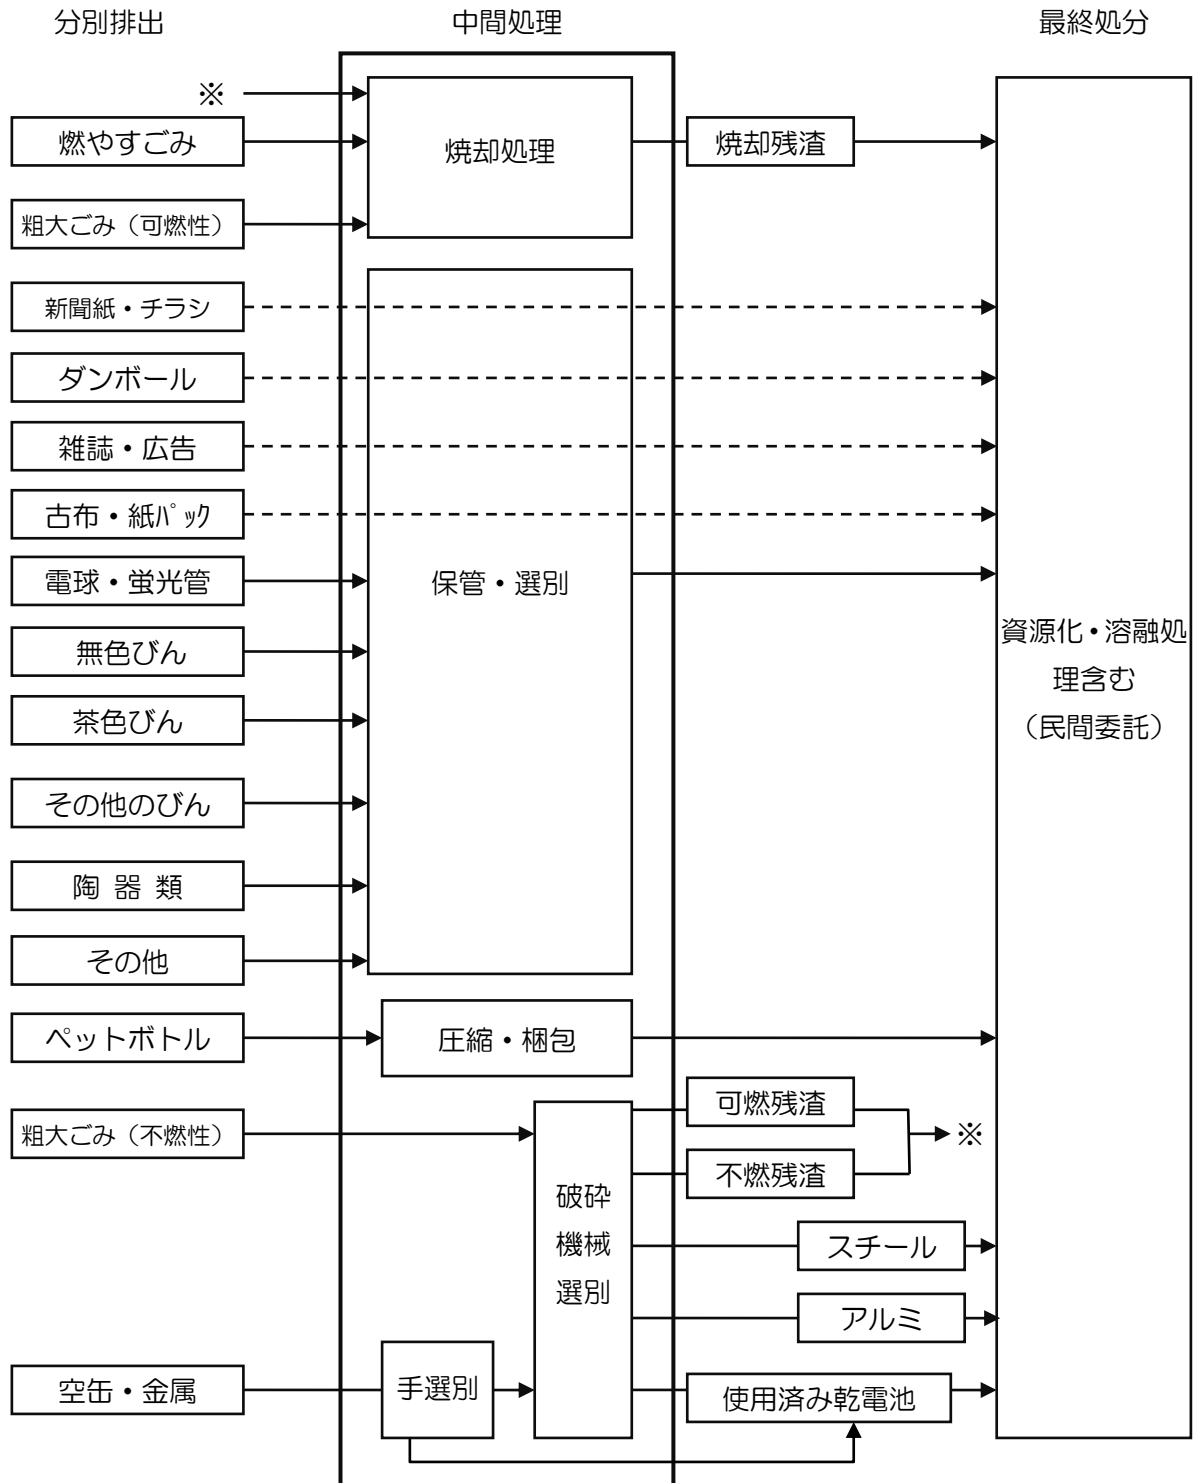 分別排出
中間処理
最終処分
※
燃やすごみ
焼却処理
焼却残渣
粗大ごみ（可燃性）
新聞紙・チラシ
ダンボール
雑誌・広告
古布・紙ﾊﾟｯｸ
電球・蛍光管
保管・選別
無色びん
資源化・溶融処
理含む
（民間委託）
茶色びん
その他のびん
陶 器 類
その他
ペットボトル
圧縮・梱包
粗大ごみ（不燃性）
可燃残渣
※
不燃残渣
破砕
機械
選別
スチール
アルミ
空缶・金属
手選別
使用済み乾電池